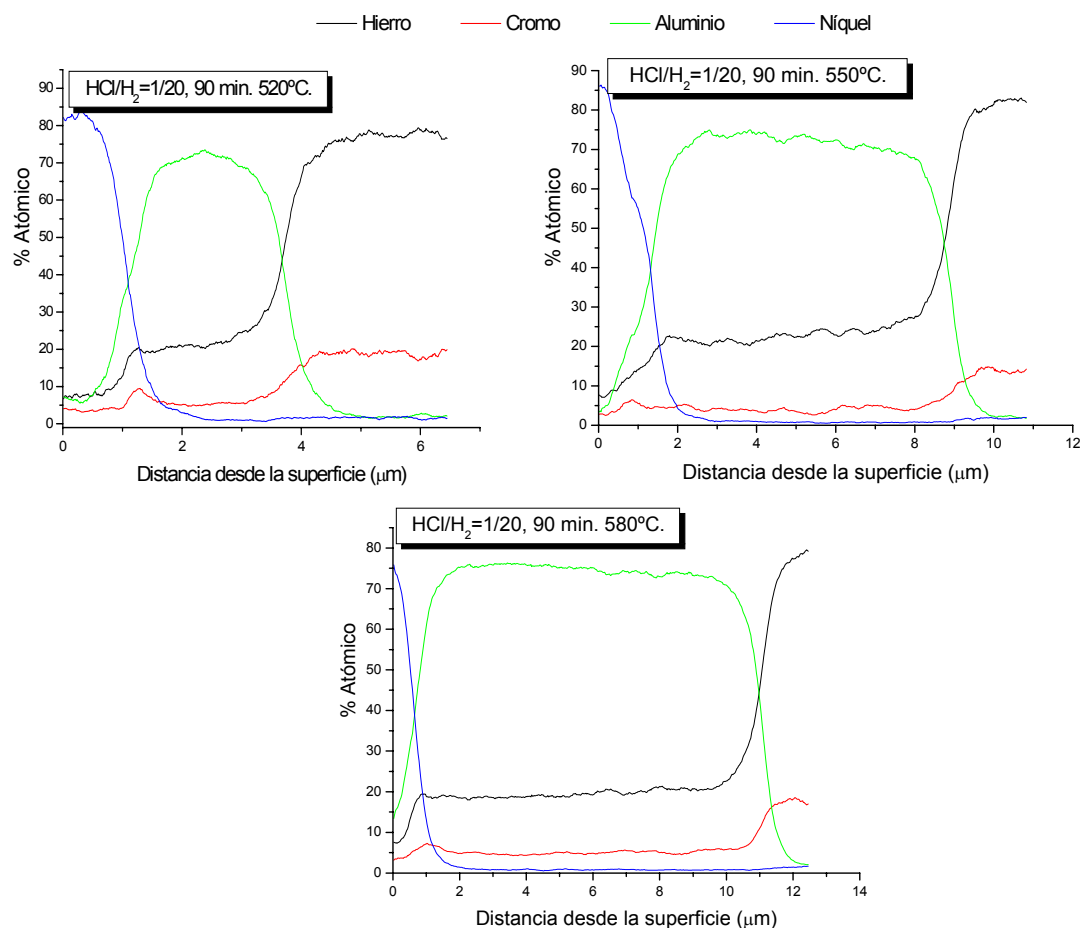 Hierro Cromo Aluminio Níquel
HCl/H₂=1/20, 90 min. 520ºC.
% Atómico
90
80
70
60
50
40
30
20
10
0
0 2 4 6
Distancia desde la superficie (μm)
HCl/H₂=1/20, 90 min. 550ºC.
% Atómico
90
80
70
60
50
40
30
20
10
0
0 2 4 6 8 10 12
Distancia desde la superficie (μm)
HCl/H₂=1/20, 90 min. 580ºC.
% Atómico
80
70
60
50
40
30
20
10
0
0 2 4 6 8 10 12 14
Distancia desde la superficie (μm)